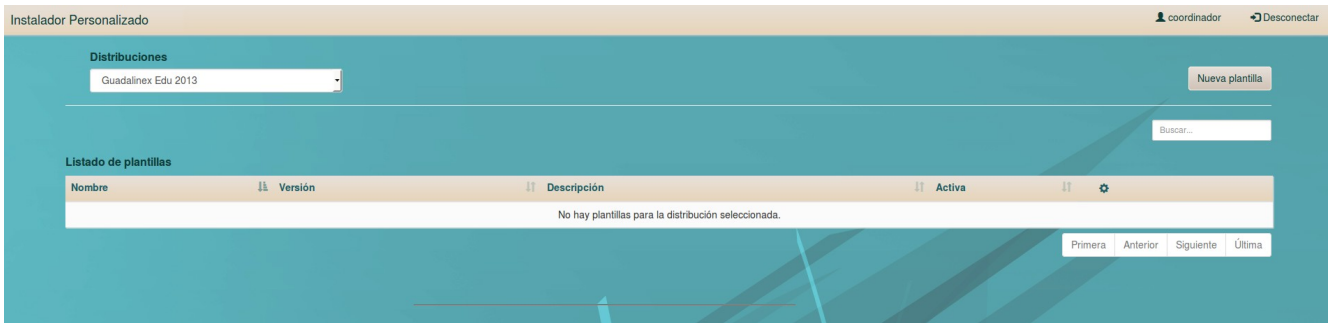 Instalador Personalizado coordinador Desconectar
Distribuciones
Guadalinex Edu 2013
Nueva plantilla
Buscar...
Listado de plantillas
Nombre Versión Descripción Activa
No hay plantillas para la distribución seleccionada.
Primera Anterior Siguiente Última